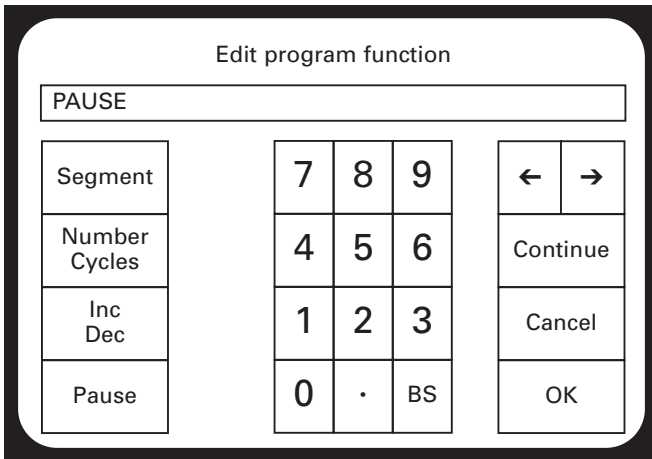 Edit program function
PAUSE
Segment
7 8 9
← →
Number
Cycles
4 5 6
Continue
Inc
Dec
1 2 3
Cancel
Pause
0 · BS
OK